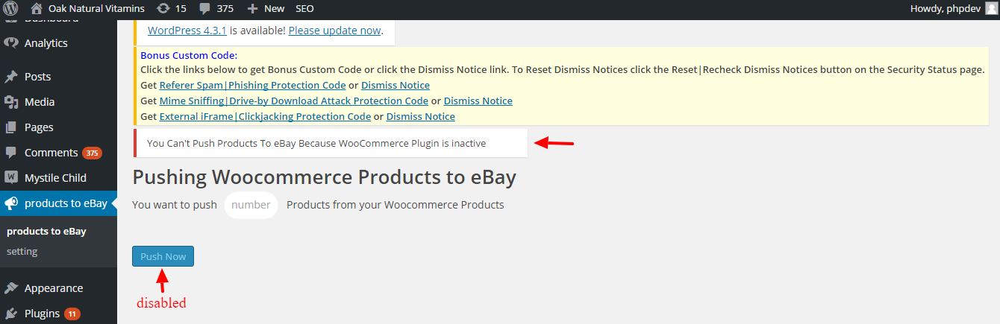 Oak Natural Vitamins 15 375 New SEO Howdy, phpdev
Dashboard
Analytics
Posts
Media
Pages
Comments 375
Mystile Child
products to eBay
products to eBay
setting
Appearance
Plugins 11
WordPress 4.3.1 is available! Please update now.
Bonus Custom Code:
Click the links below to get Bonus Custom Code or click the Dismiss Notice link. To Reset Dismiss Notices click the Reset|Recheck Dismiss Notices button on the Security Status page.
Get Referer Spam|Phishing Protection Code or Dismiss Notice
Get Mime Sniffing|Drive-by Download Attack Protection Code or Dismiss Notice
Get External iFrame|Clickjacking Protection Code or Dismiss Notice
You Can't Push Products To eBay Because WooCommerce Plugin is inactive
Pushing Woocommerce Products to eBay
You want to push number Products from your Woocommerce Products
Push Now
disabled